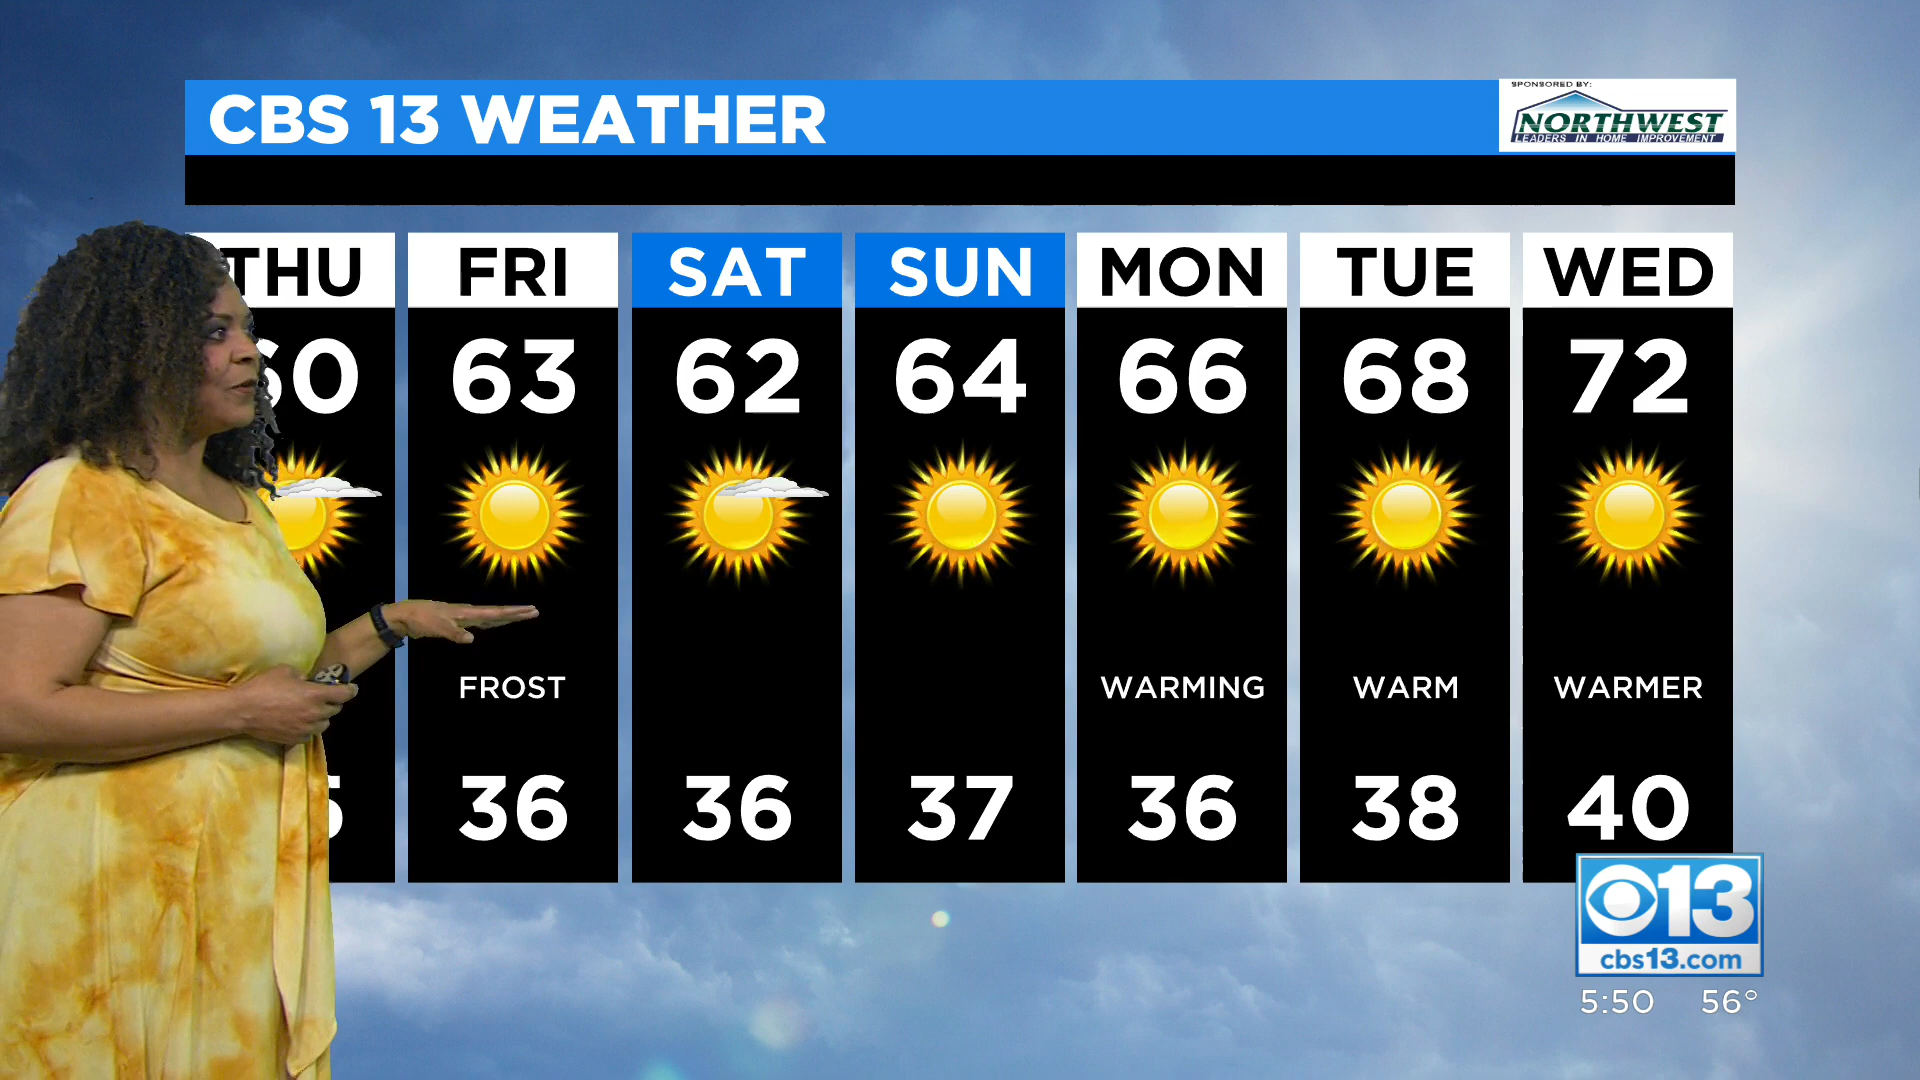 CBS 13 WEATHER
SPONSORED BY:
NORTHWEST
LEADERS IN HOME IMPROVEMENT
THU FRI SAT SUN MON TUE WED
60 63 62 64 66 68 72
FROST WARMING WARM WARMER
36 36 37 36 38 40
13
cbs13.com
5:50 56°